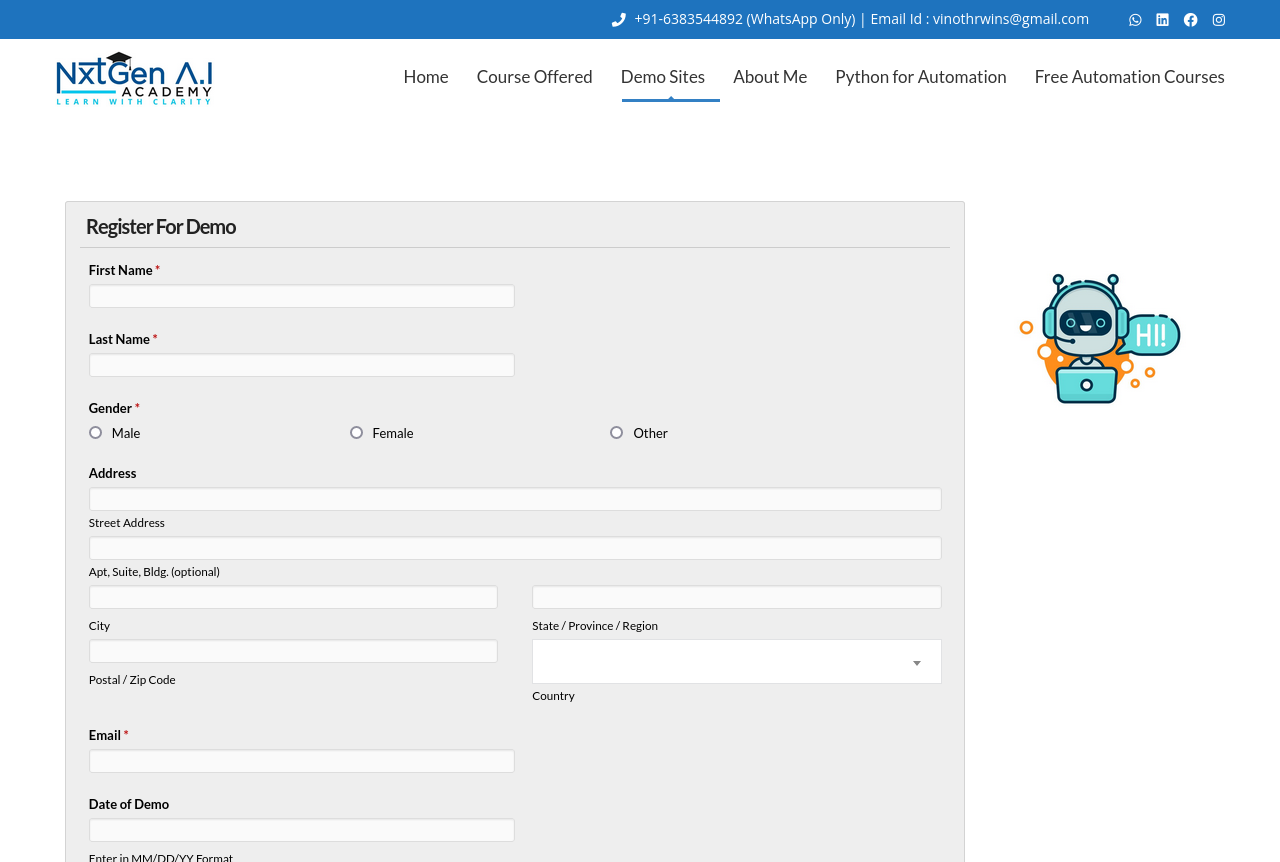 +91-6383544892 (WhatsApp Only) | Email Id : vinothrwins@gmail.com
NxtGen A.I
ACADEMY
LEARN WITH CLARITY
Home Course Offered Demo Sites About Me Python for Automation Free Automation Courses
Register For Demo
First Name *
Last Name *
Gender *
Male Female Other
HI!
Address
Street Address
Apt, Suite, Bldg. (optional)
City State / Province / Region
Postal / Zip Code
Country
Email *
Date of Demo
Enter in MM/DD/YY Format